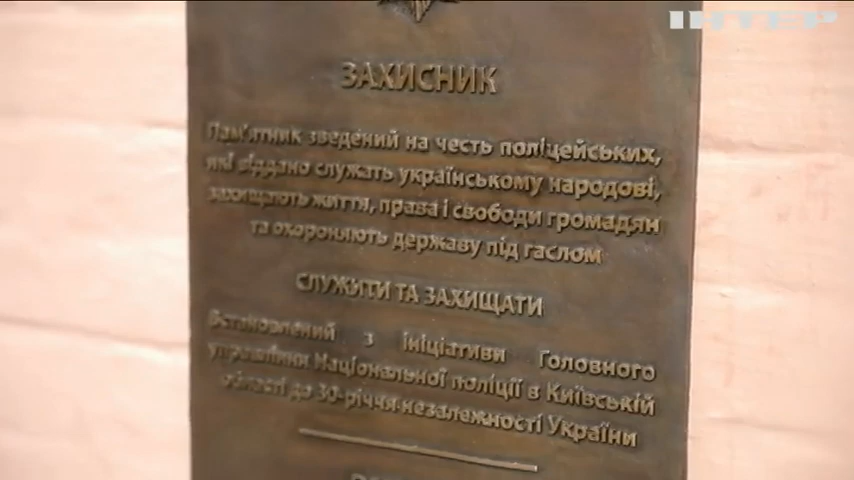 ІНТЕР
ЗАХИСНИК
Пам'ятник зведений на честь поліцейських,
які віддано служать українському народові,
захищають життя, права і свободи громадян
та охороняють державу під гаслом
СЛУЖИТИ ТА ЗАХИЩАТИ
Встановлений з ініціативи Головного
управління Національної поліції в Київській
області до 30-річчя незалежності України